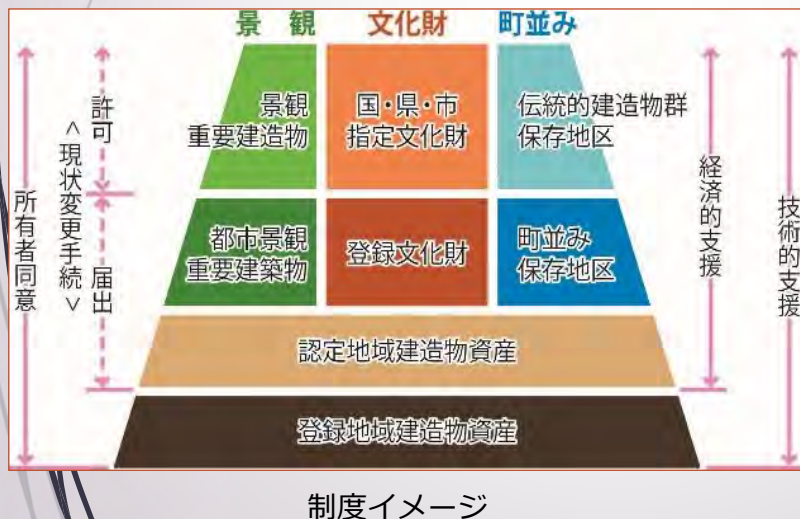 景 観
文化財
町並み
景観
重要建造物
国・県・市
指定文化財
伝統的建造物群
保存地区
都市景観
重要建築物
登録文化財
町並み
保存地区
認定地域建造物資産
登録地域建造物資産
所有者同意
<現状変更手続>
許可
届出
経済的支援
技術的支援
制度イメージ